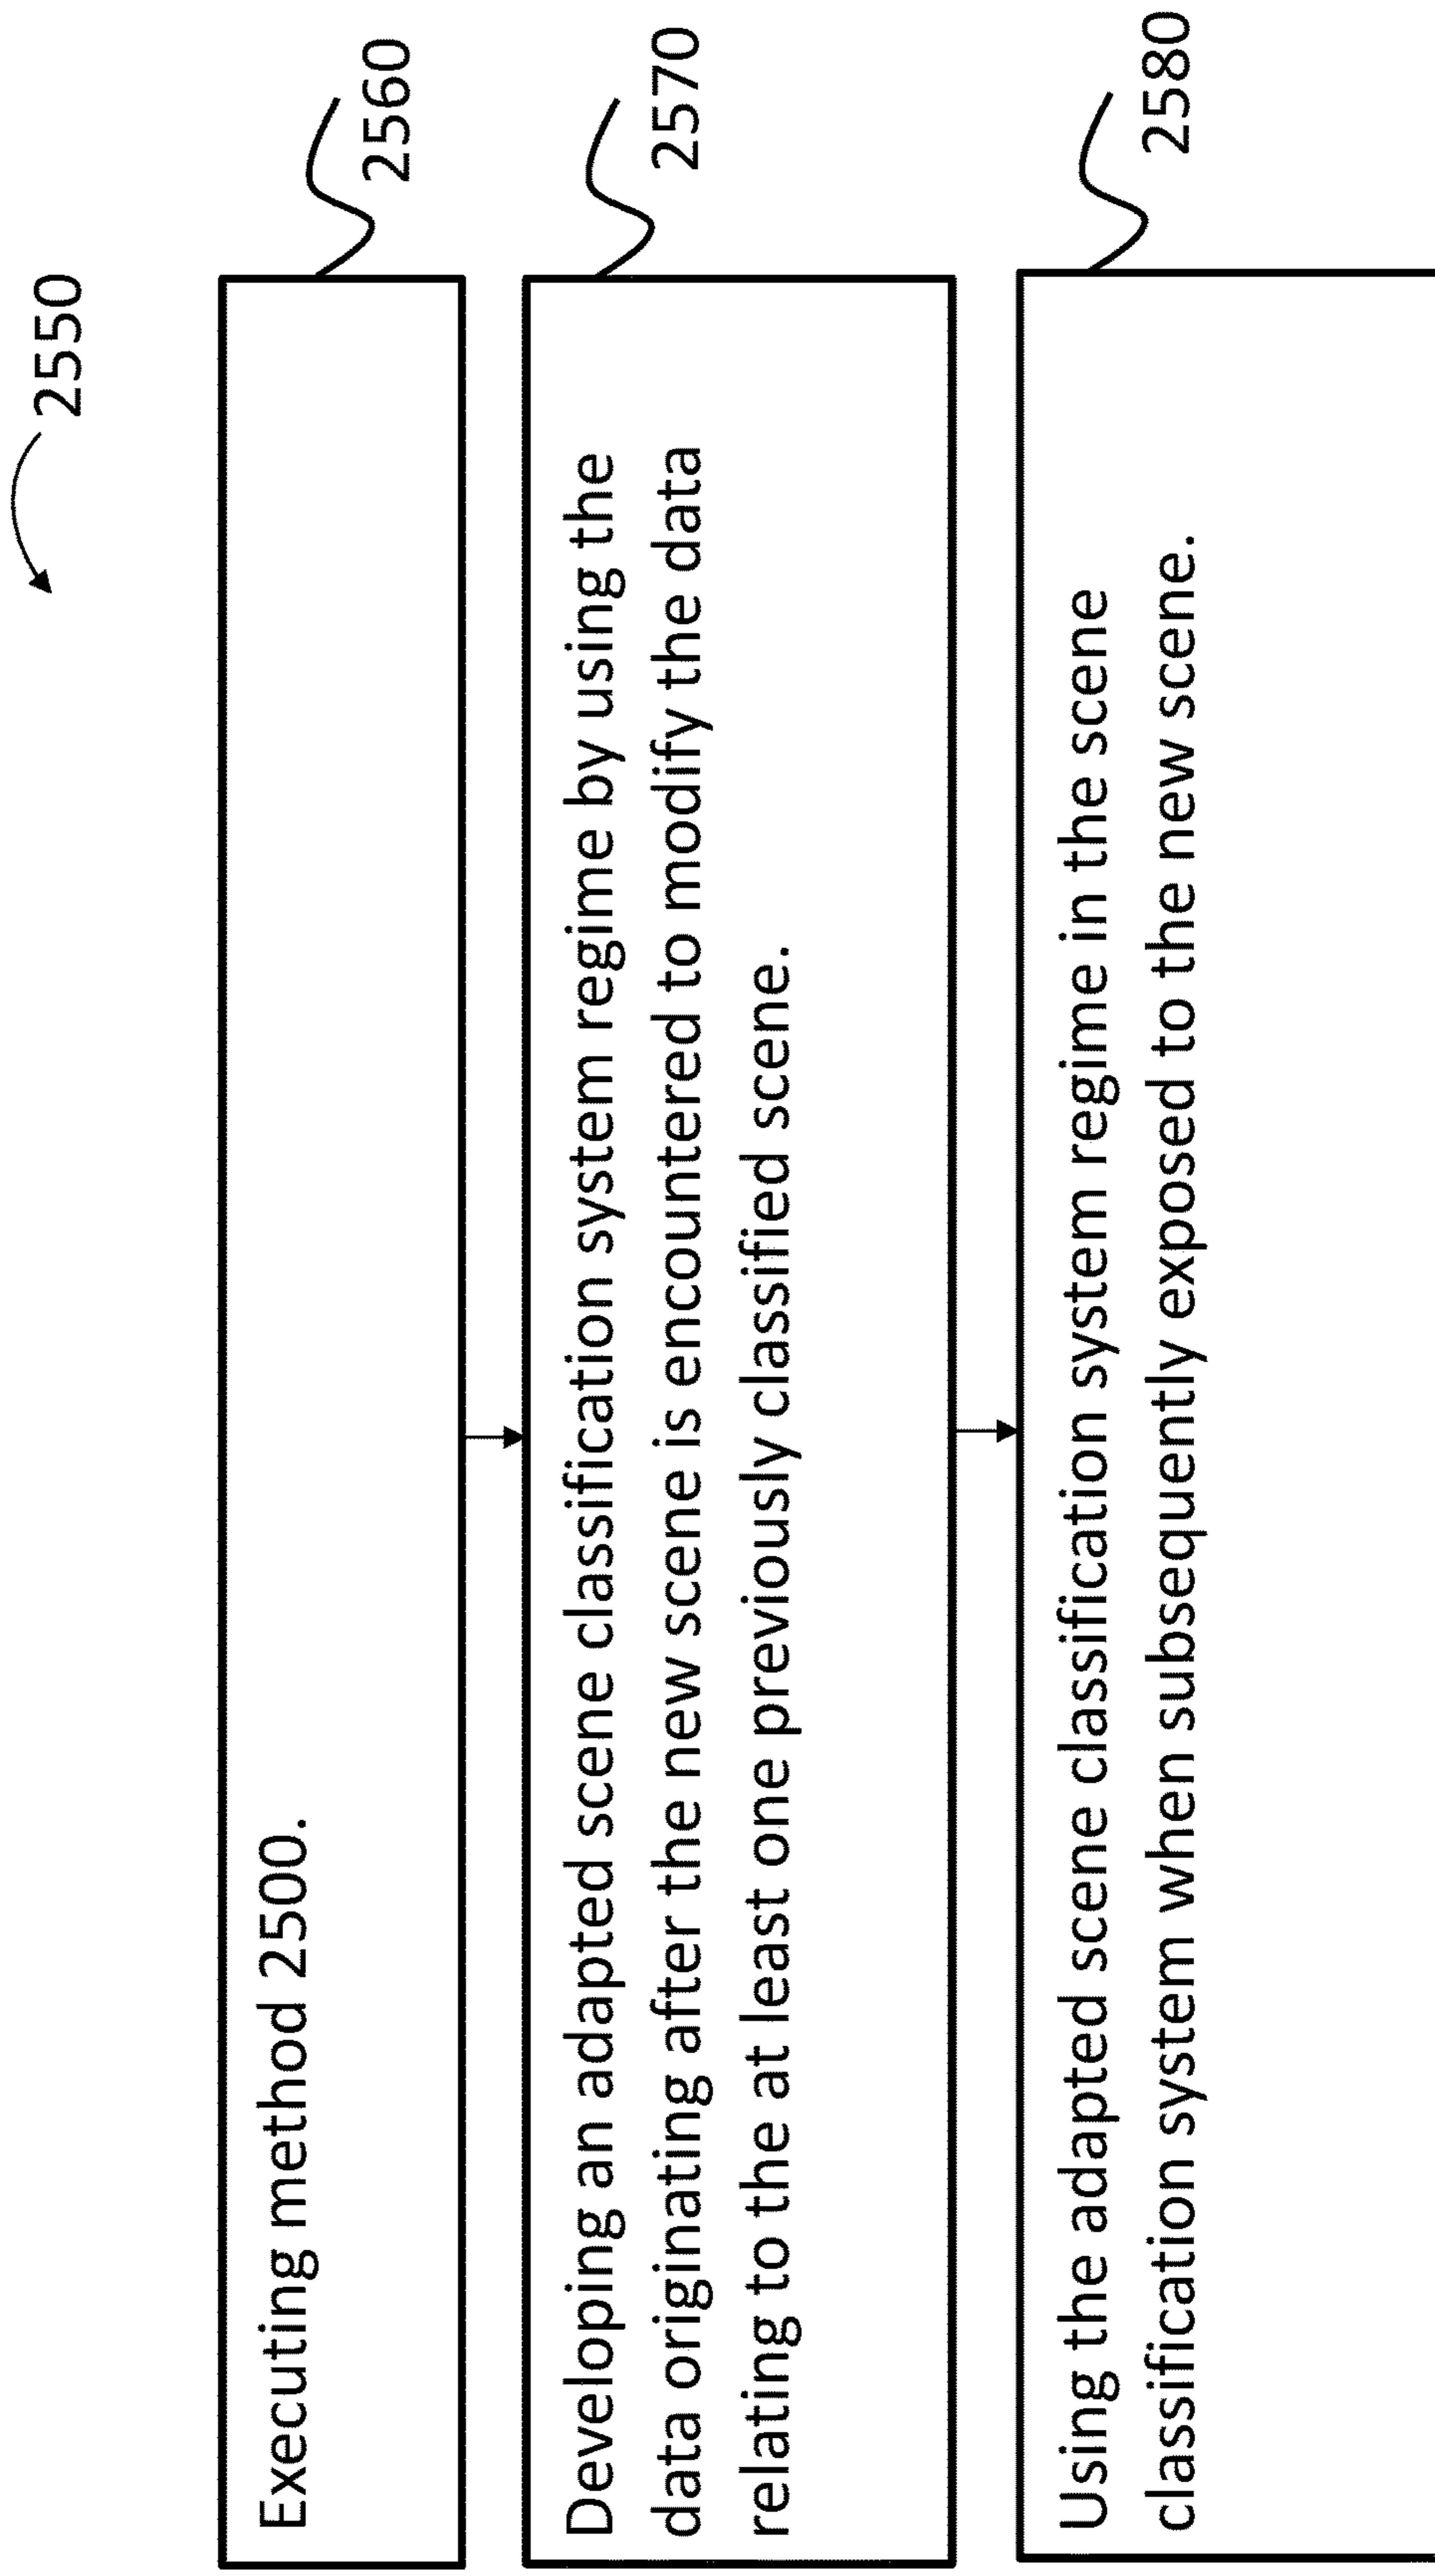 2550
Executing method 2500.
2560
Developing an adapted scene classification system regime by using the
data originating after the new scene is encountered to modify the data
relating to the at least one previously classified scene.
2570
Using the adapted scene classification system regime in the scene
classification system when subsequently exposed to the new scene.
2580